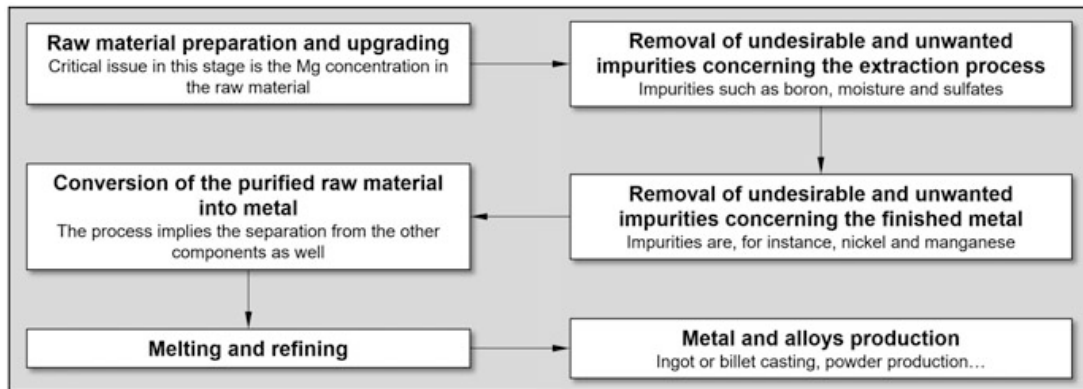 Raw material preparation and upgrading
Critical issue in this stage is the Mg concentration in
the raw material
Removal of undesirable and unwanted
impurities concerning the extraction process
Impurities such as boron, moisture and sulfates
Removal of undesirable and unwanted
impurities concerning the finished metal
Impurities are, for instance, nickel and manganese
Conversion of the purified raw material
into metal
The process implies the separation from the other
components as well
Melting and refining
Metal and alloys production
Ingot or billet casting, powder production…